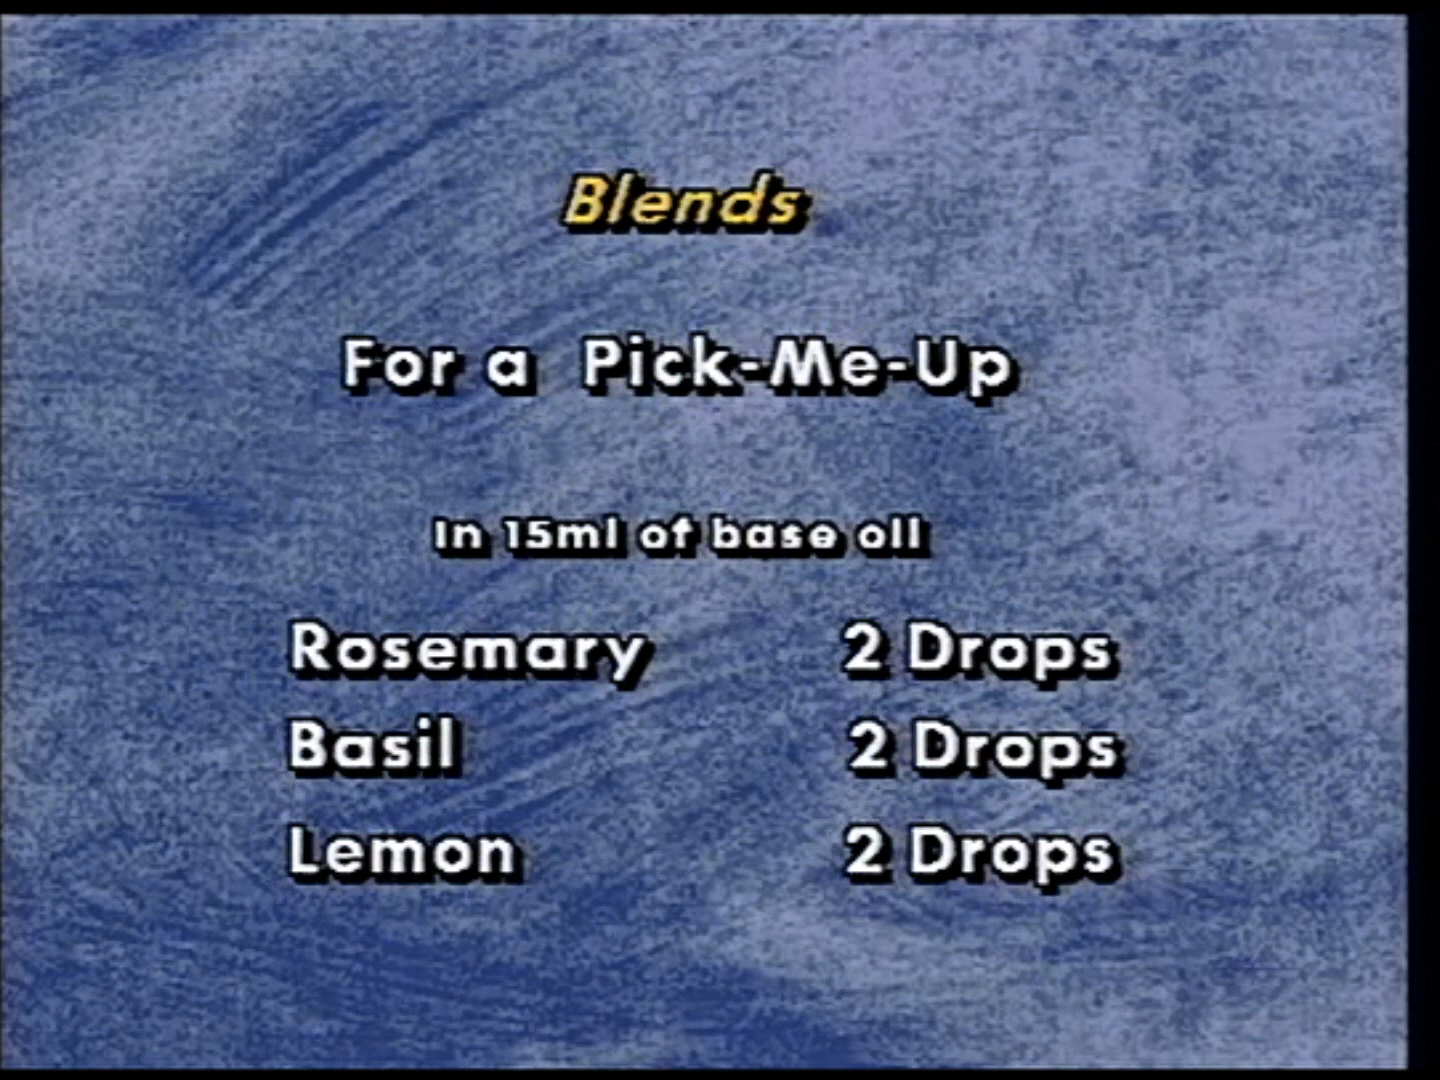 Blends
For a Pick-Me-Up
In 15ml of base oil
Rosemary 2 Drops
Basil 2 Drops
Lemon 2 Drops